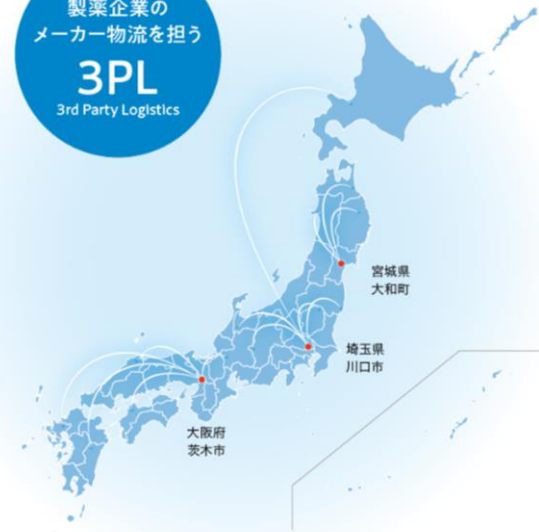 製薬企業の
メーカー物流を担う
3PL
3rd Party Logistics
宮城県
大和町
埼玉県
川口市
大阪府
茨木市